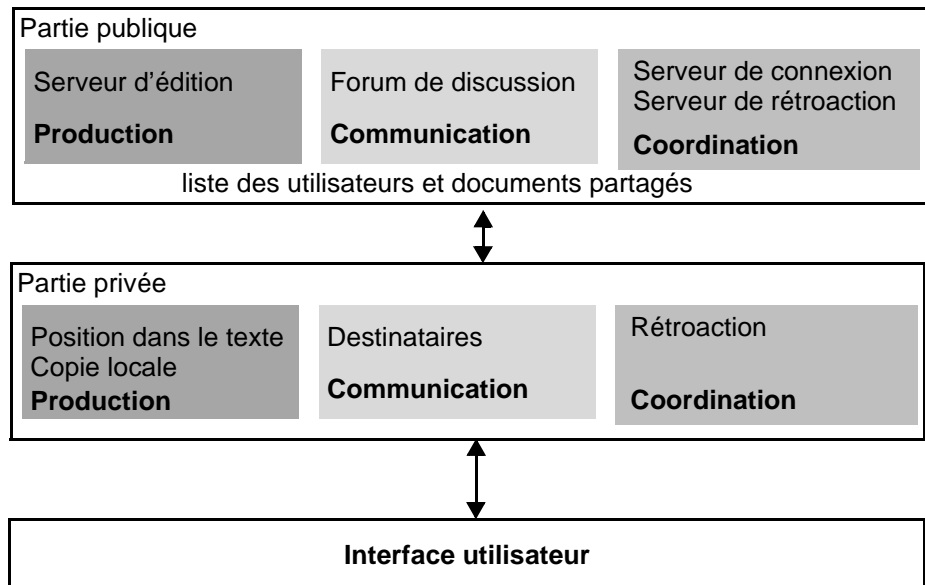 Partie publique
Serveur d'édition
Production
Forum de discussion
Communication
Serveur de connexion
Serveur de rétroaction
Coordination
liste des utilisateurs et documents partagés
Partie privée
Position dans le texte
Copie locale
Production
Destinataires
Communication
Rétroaction
Coordination
Interface utilisateur